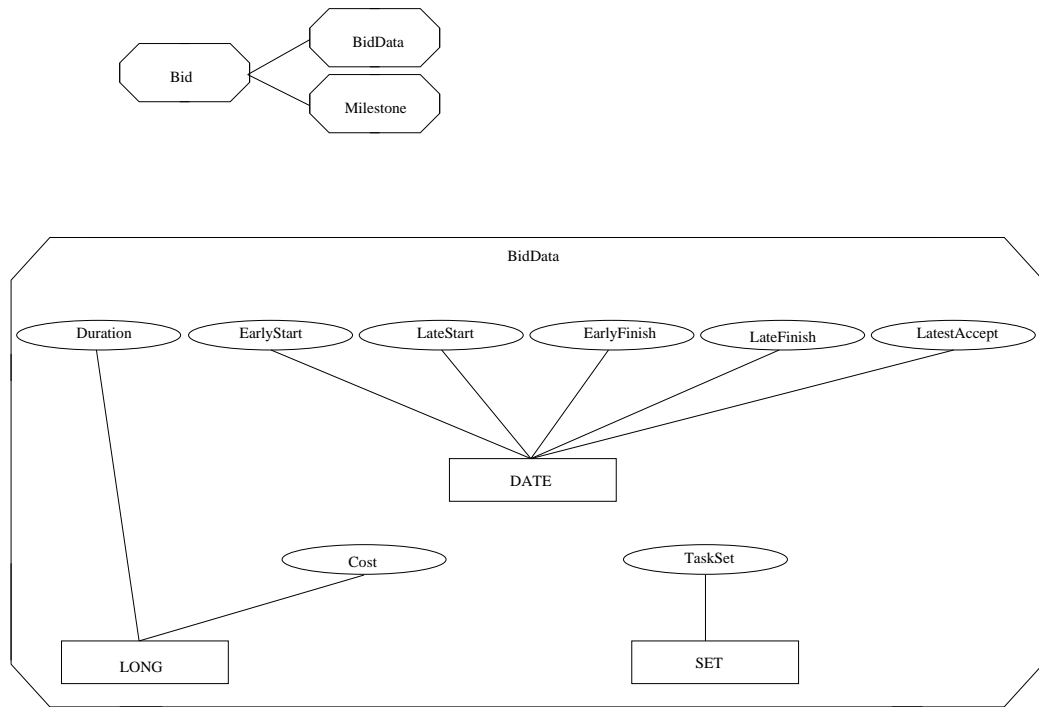 BidData
Bid
Milestone
BidData
Duration
EarlyStart
LateStart
EarlyFinish
LateFinish
LatestAccept
DATE
Cost
TaskSet
LONG
SET